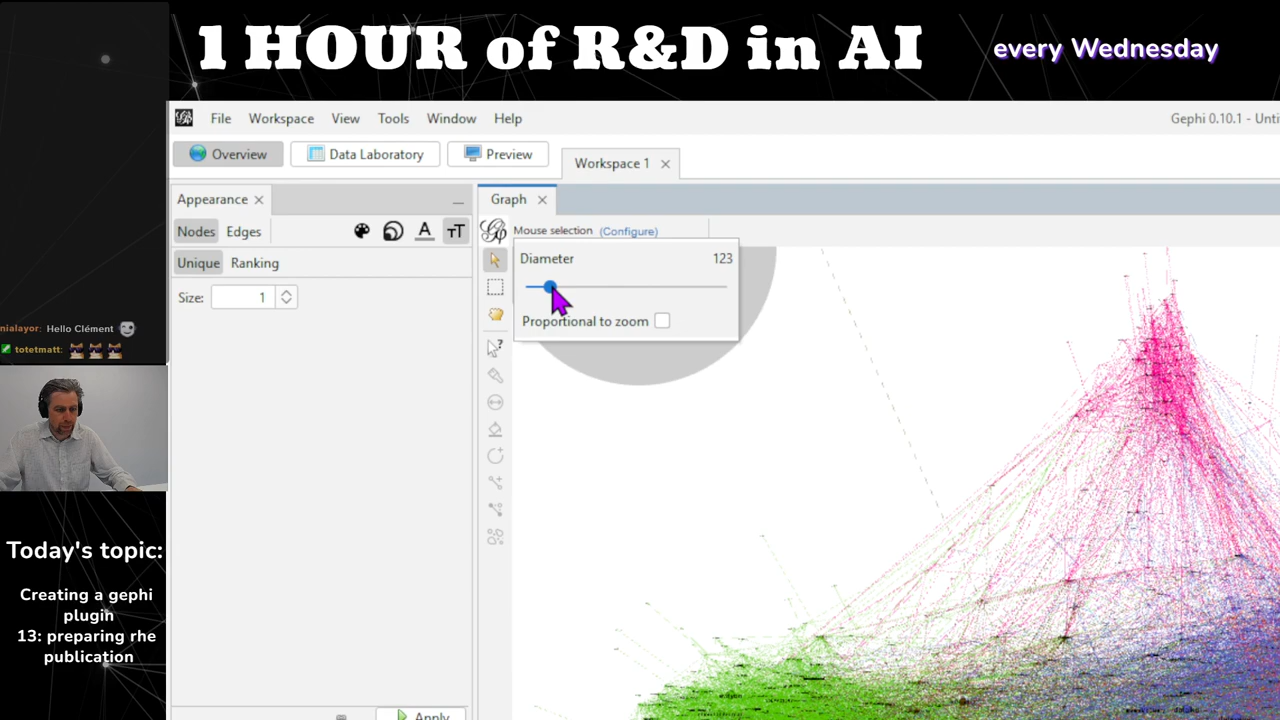 1 HOUR of R&D in AI
every Wednesday
File Workspace View Tools Window Help
Gephi 0.10.1 - Unti
Overview
Data Laboratory
Preview
Workspace 1
Appearance
Graph
Nodes Edges
A
TT
Mouse selection (Configure)
Unique Ranking
Diameter 123
Size: 1
Proportional to zoom
nialayor: Hello Clément
totetmatt:
Today's topic:
Creating a gephi
plugin
13: preparing rhe
publication
Apply